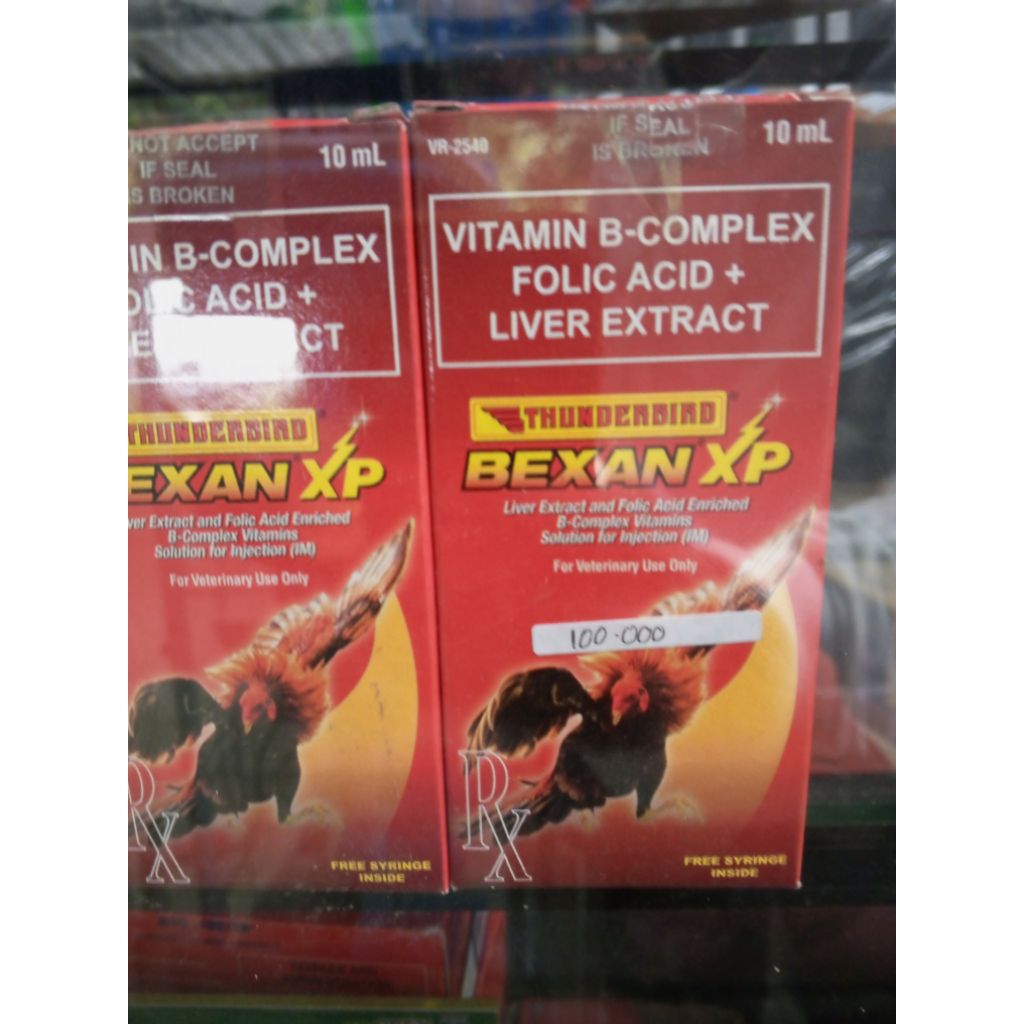 NOT ACCEPT
IF SEAL
IS BROKEN
10 mL
IN B-COMPLEX
FOLIC ACID +
CT
THUNDERBIRD
EXAN XP
ver Extract and Folic Acid Enriched
B-Complex Vitamins
Solution for Injection (IM)
For Veterinary Use Only
Rx
FREE SYRINGE
INSIDE
VR-2540
IF SEAL
IS BROKEN
10 mL
VITAMIN B-COMPLEX
FOLIC ACID +
LIVER EXTRACT
THUNDERBIRD
BEXAN XP
Liver Extract and Folic Acid Enriched
B-Complex Vitamins
Solution for Injection (IM)
For Veterinary Use Only
100.000
Rx
FREE SYRINGE
INSIDE